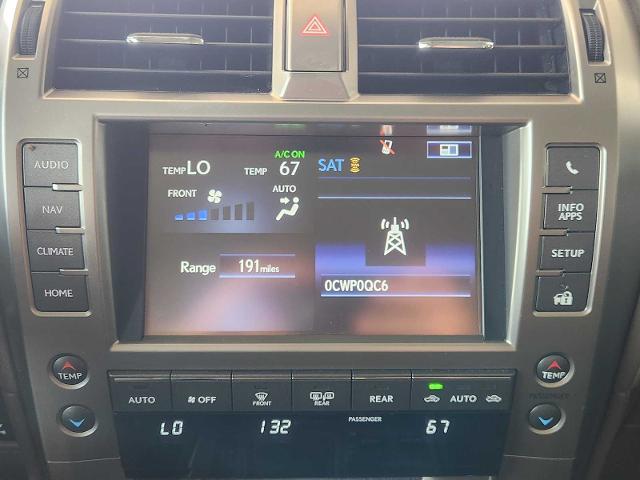 AUDIO
NAV
CLIMATE
HOME
A/C ON
TEMP LO TEMP 67
FRONT AUTO
Range 191 miles
SAT
0CWP0QC6
INFO
APPS
SETUP
TEMP
TEMP
AUTO
OFF
FRONT
REAR
REAR
AUTO
PASSENGER
LO 132 PASSENGER 67